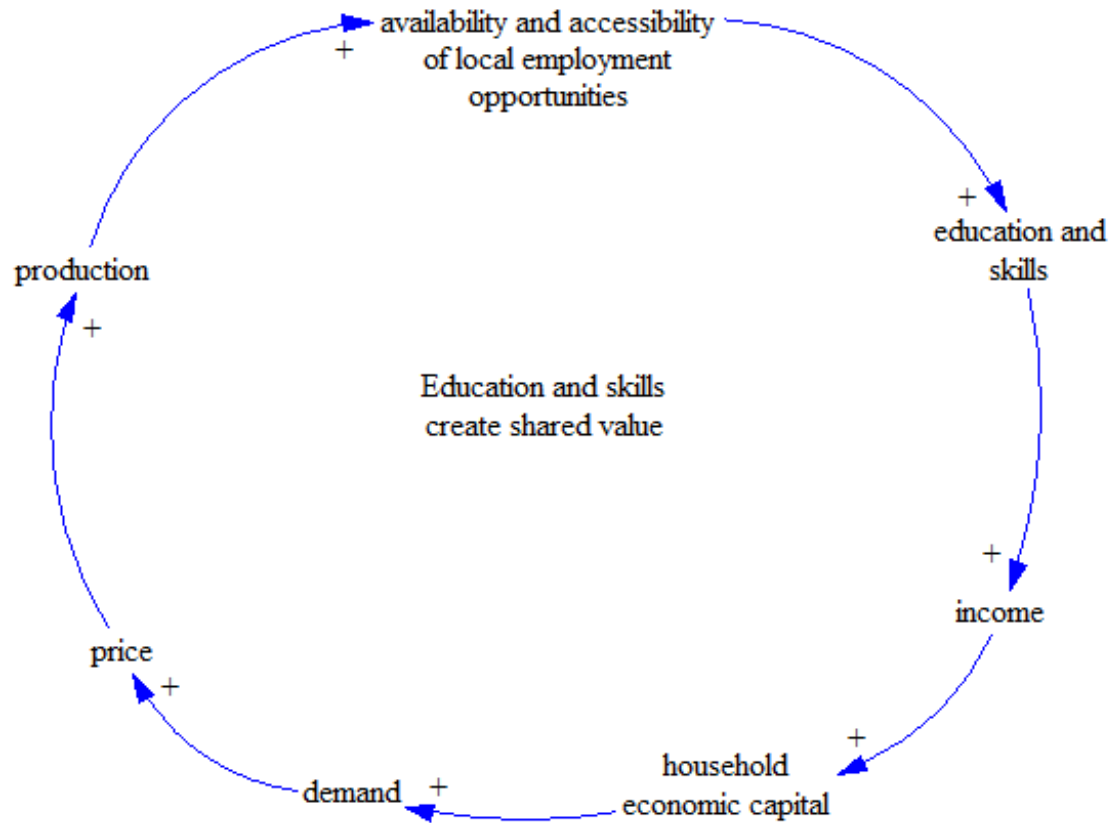 availability and accessibility
of local employment
opportunities
+
+
education and
skills
production
+
Education and skills
create shared value
+
income
price
+
+
household
economic capital
+
demand